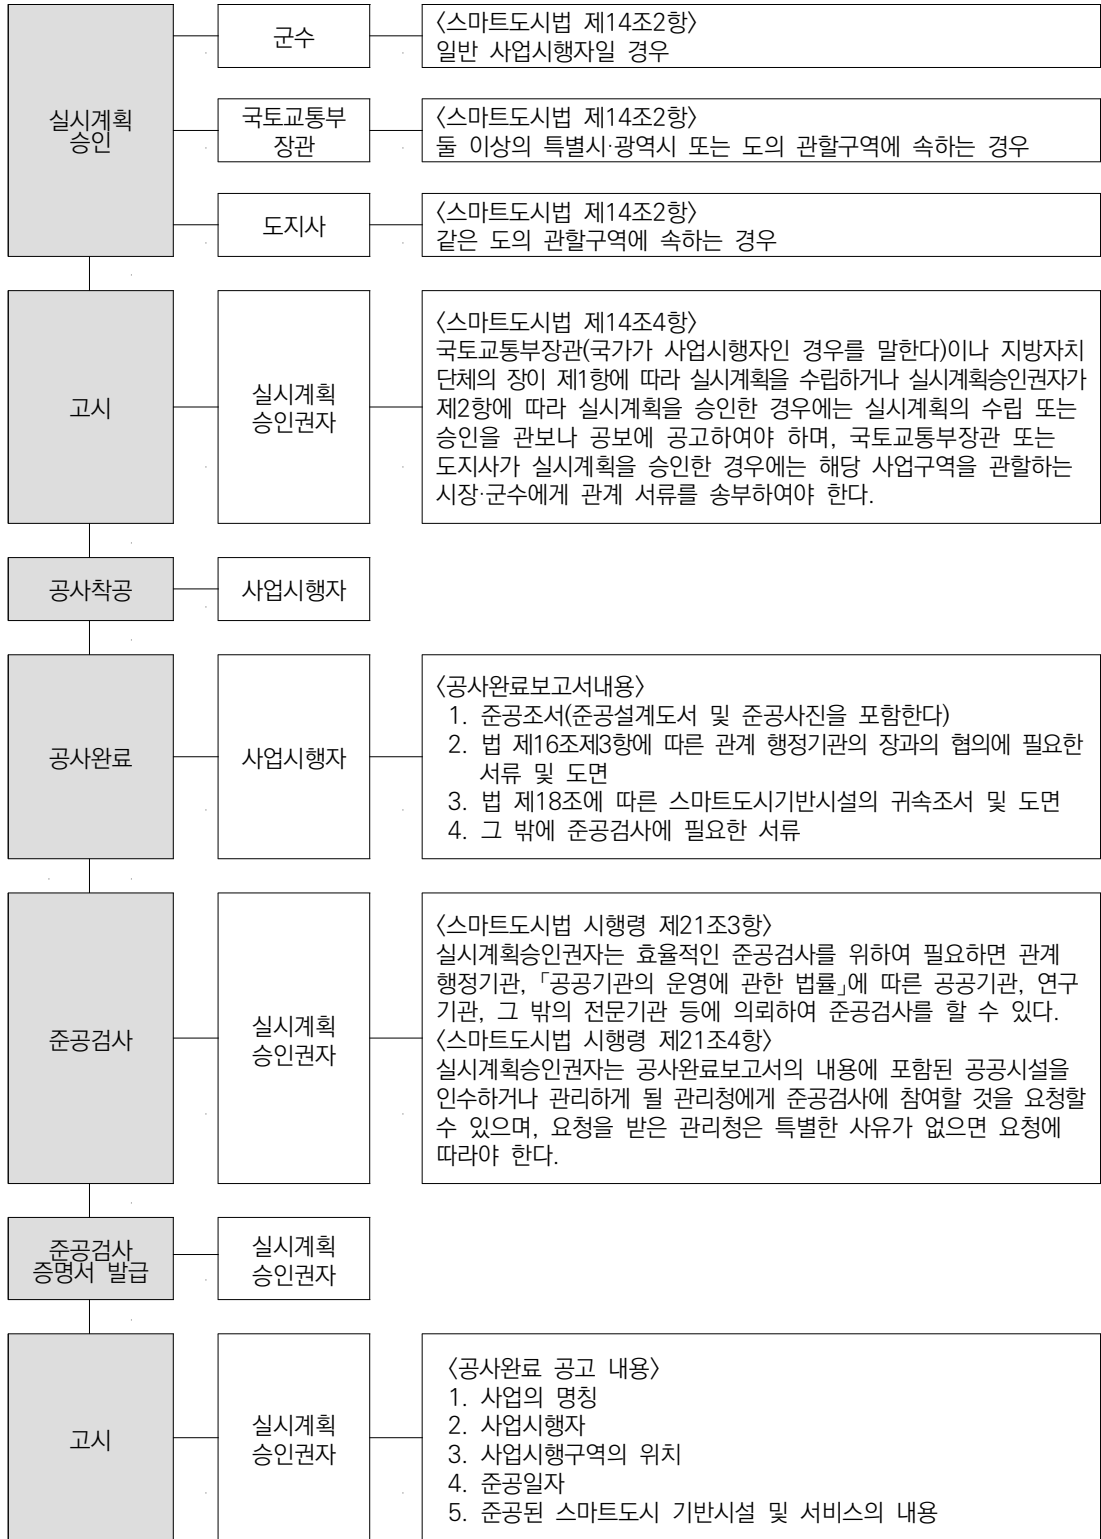 실시계획
승인
군수
〈스마트도시법 제14조2항〉
일반 사업시행자일 경우
국토교통부
장관
〈스마트도시법 제14조2항〉
둘 이상의 특별시·광역시 또는 도의 관할구역에 속하는 경우
도지사
〈스마트도시법 제14조2항〉
같은 도의 관할구역에 속하는 경우
고시
실시계획
승인권자
〈스마트도시법 제14조4항〉
국토교통부장관(국가가 사업시행자인 경우를 말한다)이나 지방자치
단체의 장이 제1항에 따라 실시계획을 수립하거나 실시계획승인권자가
제2항에 따라 실시계획을 승인한 경우에는 실시계획의 수립 또는
승인을 관보나 공보에 공고하여야 하며, 국토교통부장관 또는
도지사가 실시계획을 승인한 경우에는 해당 사업구역을 관할하는
시장·군수에게 관계 서류를 송부하여야 한다.
공사착공
사업시행자
공사완료
사업시행자
〈공사완료보고서내용〉
1. 준공조서(준공설계도서 및 준공사진을 포함한다)
2. 법 제16조제3항에 따른 관계 행정기관의 장과의 협의에 필요한
서류 및 도면
3. 법 제18조에 따른 스마트도시기반시설의 귀속조서 및 도면
4. 그 밖에 준공검사에 필요한 서류
준공검사
실시계획
승인권자
〈스마트도시법 시행령 제21조3항〉
실시계획승인권자는 효율적인 준공검사를 위하여 필요하면 관계
행정기관, 「공공기관의 운영에 관한 법률」에 따른 공공기관, 연구
기관, 그 밖의 전문기관 등에 의뢰하여 준공검사를 할 수 있다.
〈스마트도시법 시행령 제21조4항〉
실시계획승인권자는 공사완료보고서의 내용에 포함된 공공시설을
인수하거나 관리하게 될 관리청에게 준공검사에 참여할 것을 요청할
수 있으며, 요청을 받은 관리청은 특별한 사유가 없으면 요청에
따라야 한다.
준공검사
증명서 발급
실시계획
승인권자
고시
실시계획
승인권자
〈공사완료 공고 내용〉
1. 사업의 명칭
2. 사업시행자
3. 사업시행구역의 위치
4. 준공일자
5. 준공된 스마트도시 기반시설 및 서비스의 내용